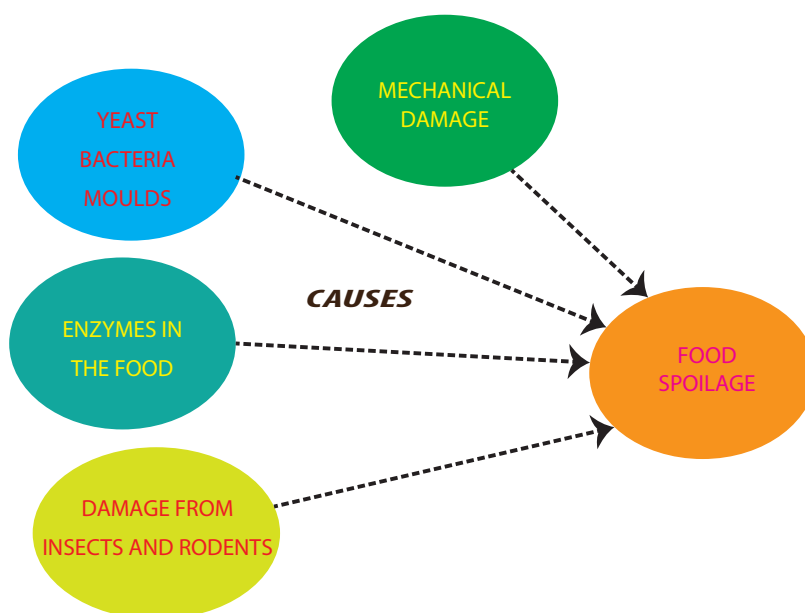 MECHANICAL
DAMAGE
YEAST
BACTERIA
MOULDS
CAUSES
ENZYMES IN
THE FOOD
FOOD
SPOILAGE
DAMAGE FROM
INSECTS AND RODENTS